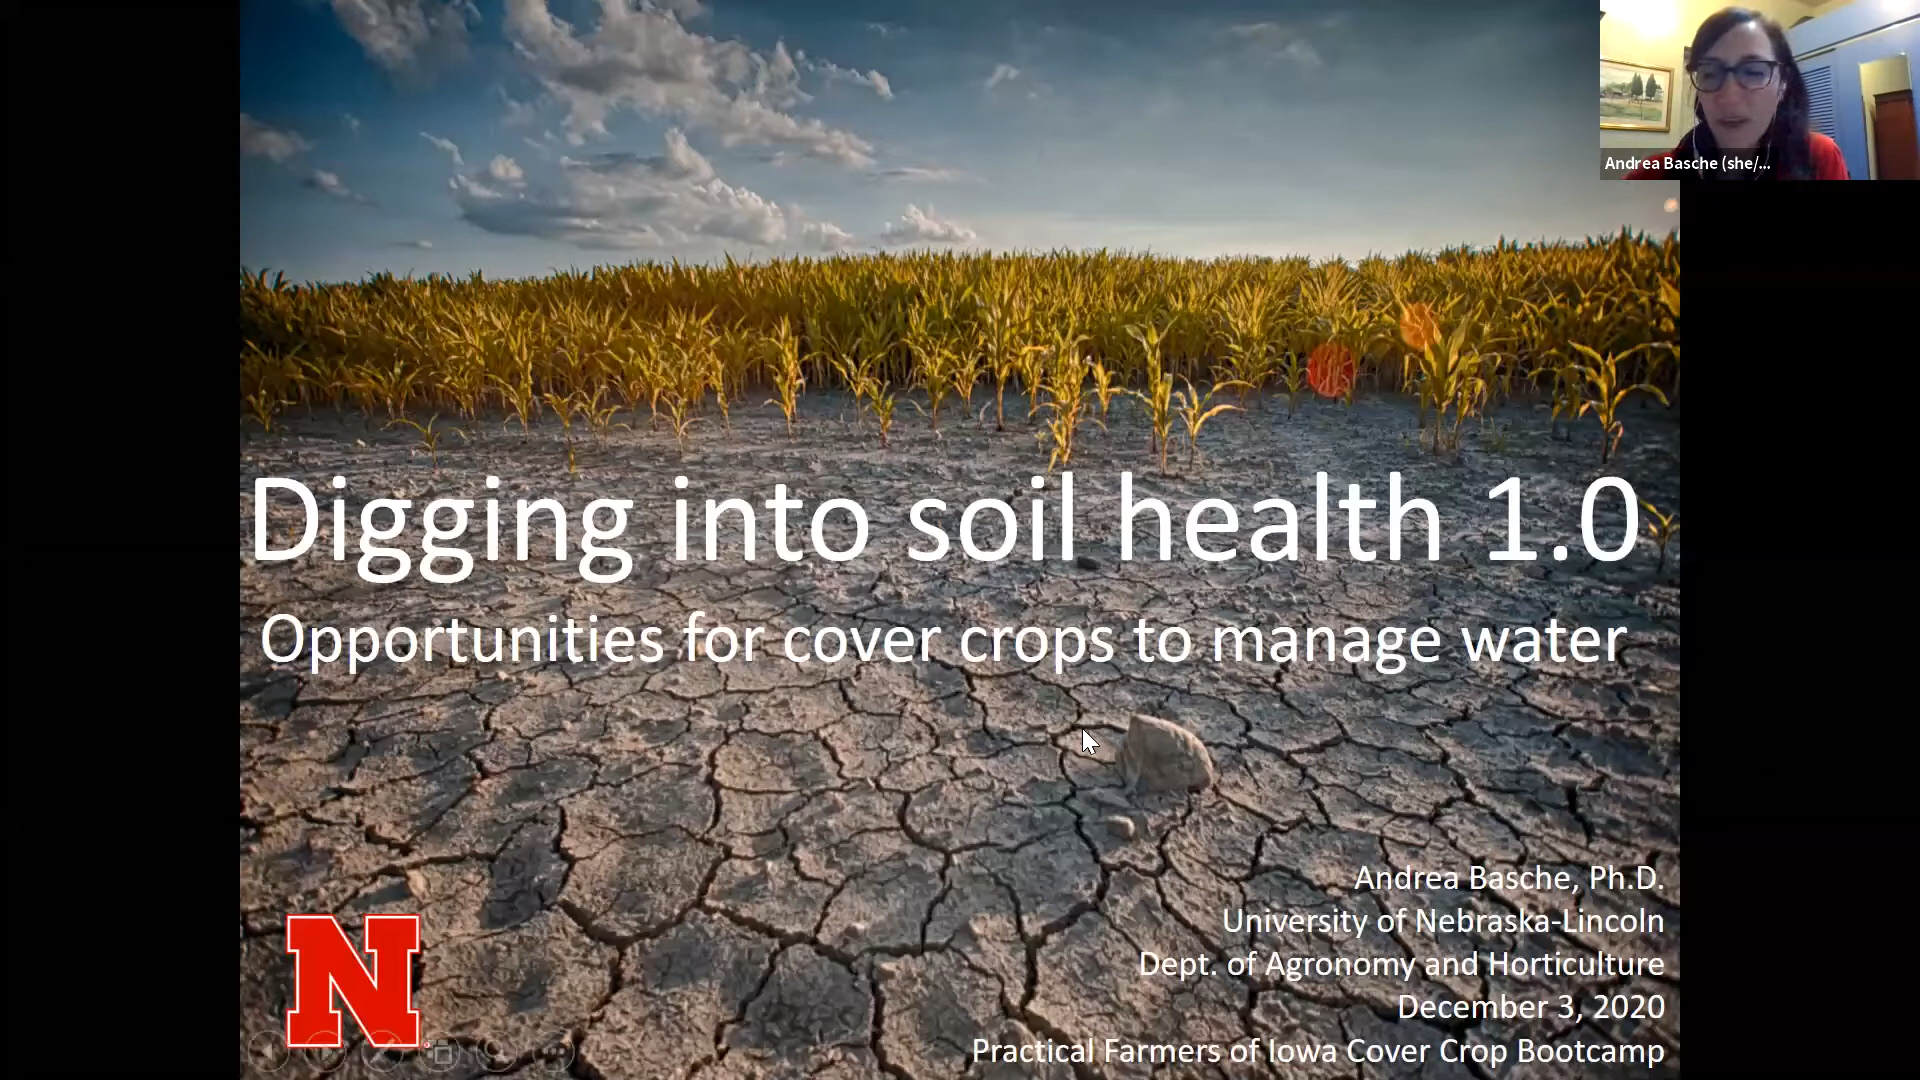 Andrea Basche (she/...
Digging into soil health 1.0
Opportunities for cover crops to manage water
Andrea Basche, Ph.D.
University of Nebraska-Lincoln
Dept. of Agronomy and Horticulture
December 3, 2020
Practical Farmers of Iowa Cover Crop Bootcamp
N